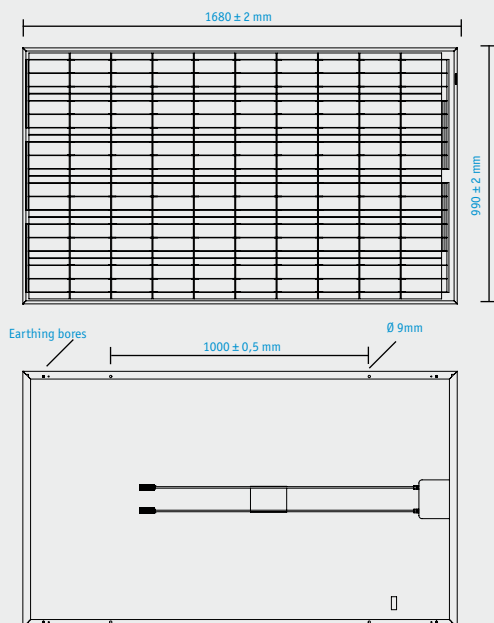 1680 ± 2 mm
990 ± 2 mm
Earthing bores
Ø 9mm
1000 ± 0,5 mm